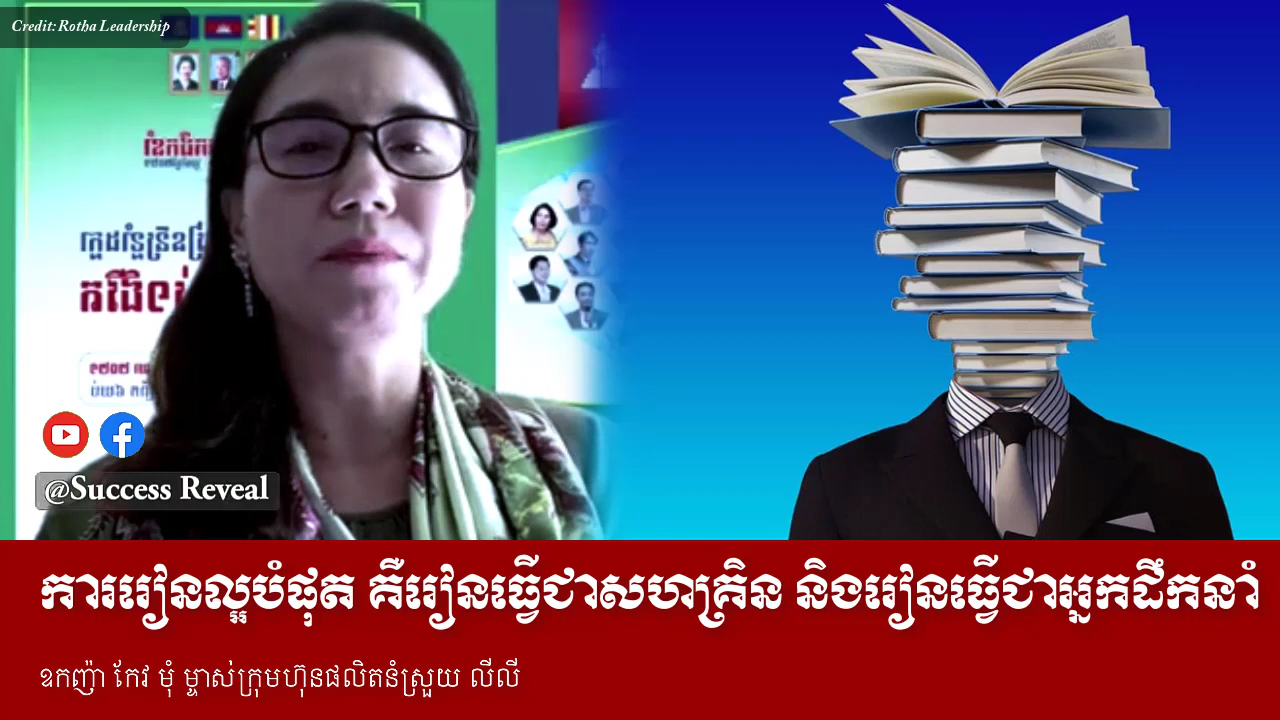 Credit: Rotha Leadership
@Success Reveal
ការរៀនល្អបំផុត គឺរៀនធ្វើជាសហគ្រិន និងរៀនធ្វើជាអ្នកដឹកនាំ
ឧកញ៉ា កែវ មុំ ម្ចាស់ក្រុមហ៊ុនផលិតនំស្រួយ លីលី